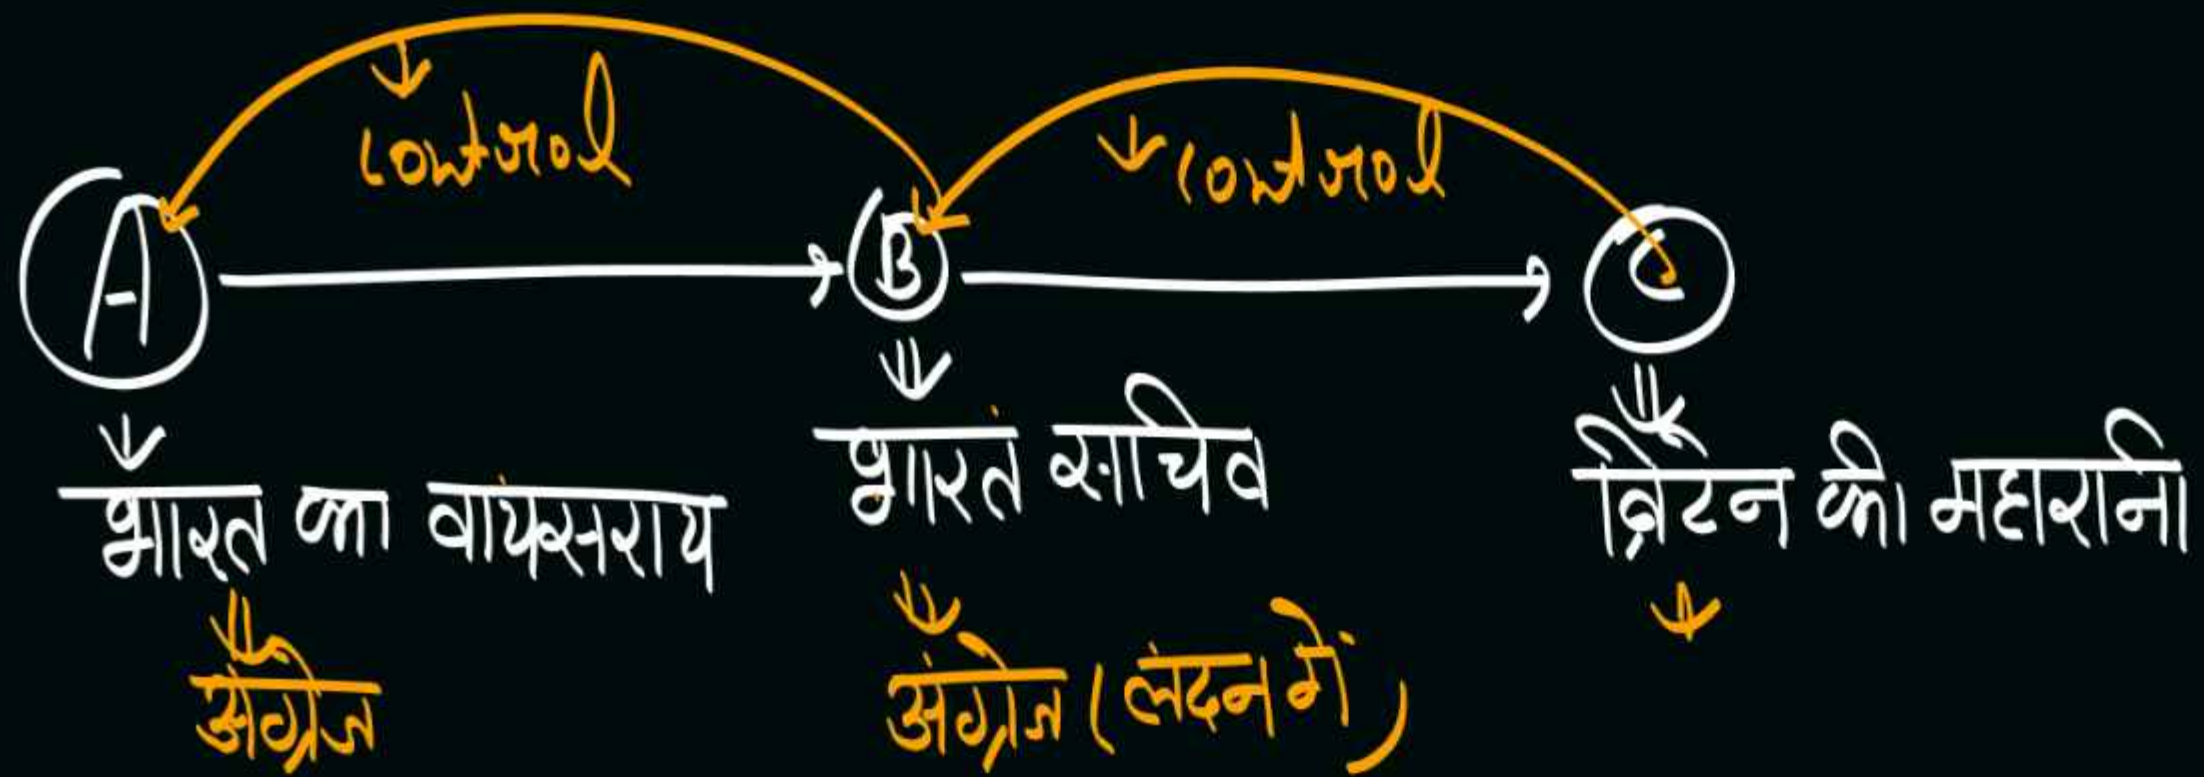 control control
A B C
भारत का वायसराय भारत सचिव ब्रिटेन की महारानी
अंग्रेज अंग्रेज (लंदन में)